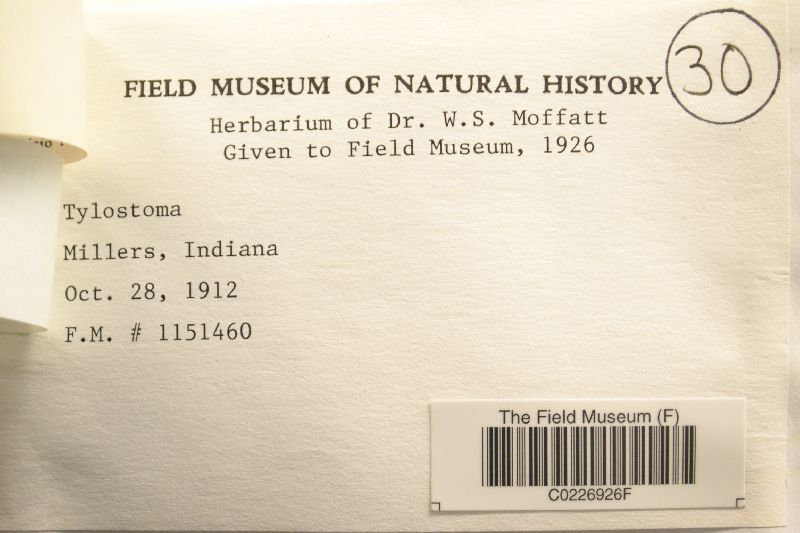 FIELD MUSEUM OF NATURAL HISTORY
30
Herbarium of Dr. W.S. Moffatt
Given to Field Museum, 1926
Tylostoma
Millers, Indiana
Oct. 28, 1912
F.M. # 1151460
The Field Museum (F)
C0226926F